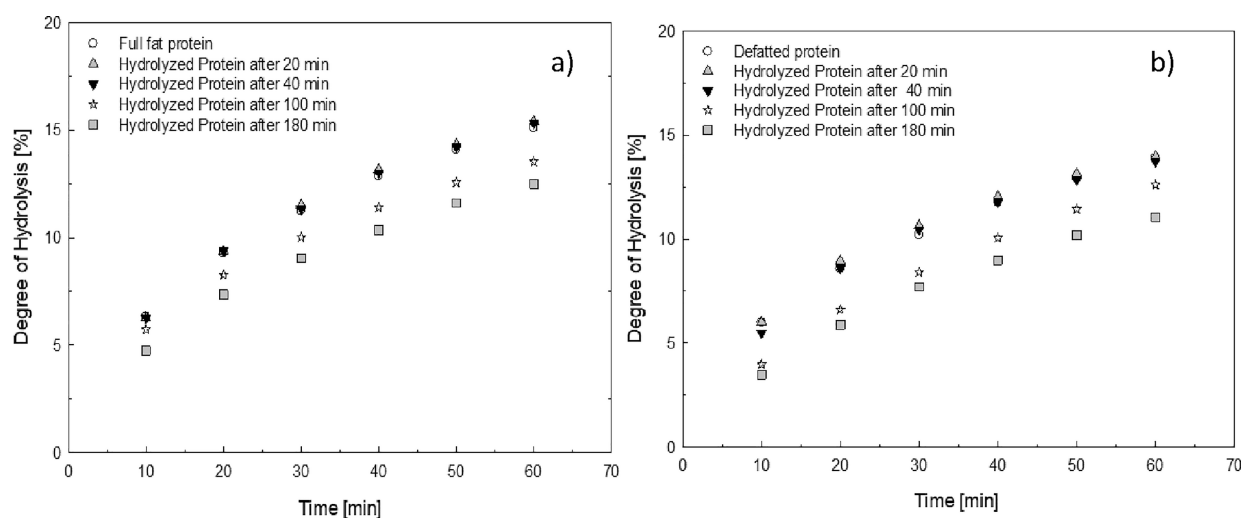 20
15
10
5
0
0 10 20 30 40 50 60 70
Degree of Hydrolysis [%]
Time [min]
Full fat protein
Hydrolyzed Protein after 20 min
Hydrolyzed Protein after 40 min
Hydrolyzed Protein after 100 min
Hydrolyzed Protein after 180 min
a)
20
15
10
5
0
0 10 20 30 40 50 60 70
Degree of Hydrolysis [%]
Time [min]
Defatted protein
Hydrolyzed Protein after 20 min
Hydrolyzed Protein after 40 min
Hydrolyzed Protein after 100 min
Hydrolyzed Protein after 180 min
b)